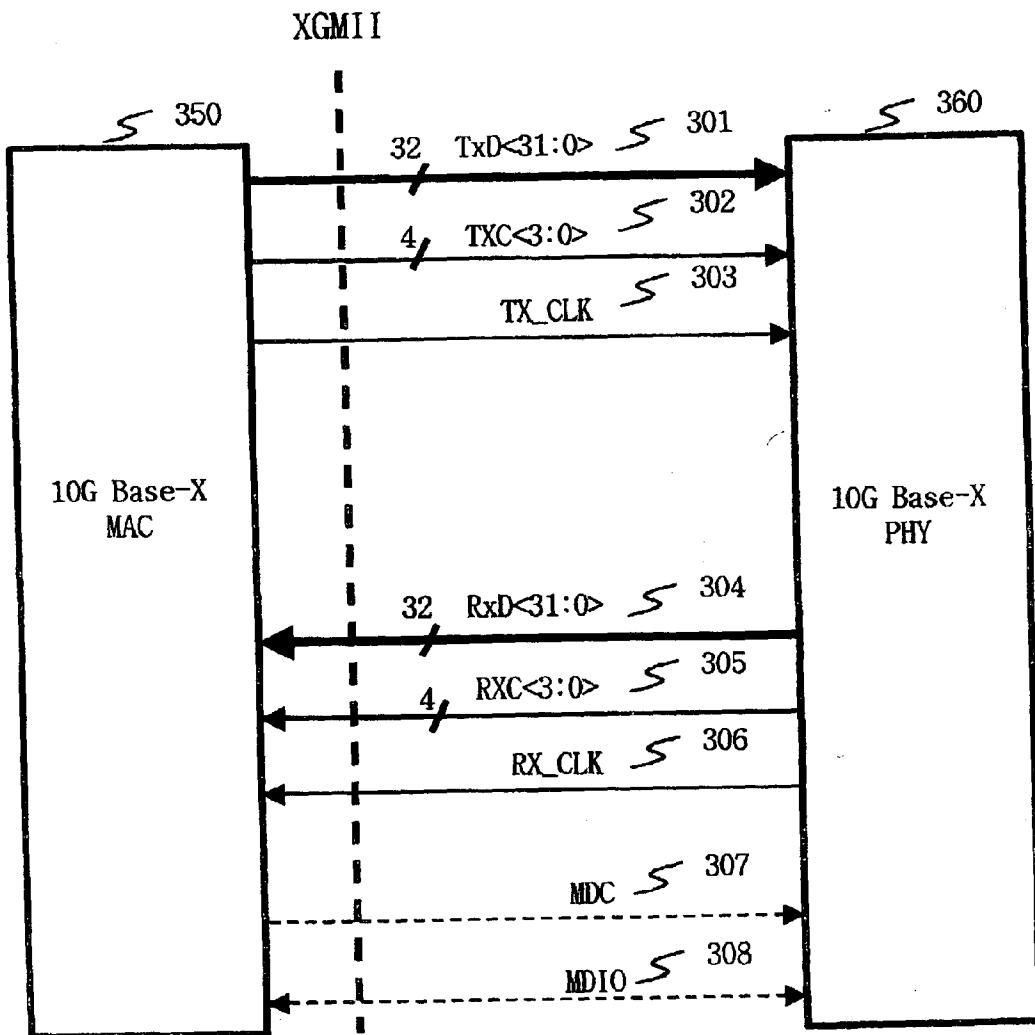 XGMII
350
360
32 TxD<31:0> 301
4 TXC<3:0> 302
TX_CLK 303
10G Base-X
MAC
10G Base-X
PHY
32 RxD<31:0> 304
4 RXC<3:0> 305
RX_CLK 306
MDC 307
MDIO 308